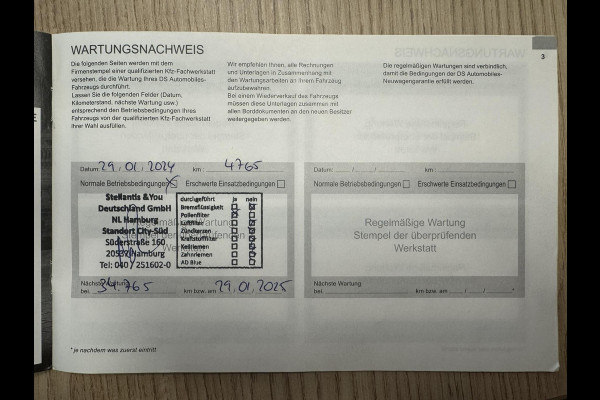 WARTUNGSNACHWEIS
3
Die folgenden Seiten werden mit dem
Firmenstempel einer qualifizierten Kfz-Fachwerkstatt
versehen, die die Wartung Ihres DS Automobiles-
Fahrzeugs durchführt.
Lassen Sie die folgenden Felder (Datum,
Kilometerstand, nächste Wartung usw.)
entsprechend den Betriebsbedingungen Ihres
Fahrzeugs von der qualifizierten Kfz-Fachwerkstatt
Ihrer Wahl ausfüllen.
Wir empfehlen Ihnen, alle Rechnungen
und Unterlagen in Zusammenhang mit
den Wartungsarbeiten an Ihrem Fahrzeug
aufzubewahren.
Bei einem Wiederverkauf des Fahrzeugs
müssen diese Unterlagen zusammen mit
allen Borddokumenten an den neuen Besitzer
weitergegeben werden.
Die regelmäßigen Wartungen sind verbindlich,
damit die Bedingungen der DS Automobiles-
Neuwagengarantie erfüllt werden.
Datum: 29.01.2024 km: 4765
Normale Betriebsbedingungen Erschwerte Einsatzbedingungen
Stellantis &You
Deutschland GmbH
NL Hamburg
Standort City-Süd
Süderstraße 160
20537 Hamburg
Tel: 040 / 251602-0
durchgeführt ja nein
Bremsflüssigkeit
Pollenfilter
Luftfilter
Zündkerzen
Kraftstoffilter
Keilriemen
Zahnriemen
AD Blue
Nächste Wartung
bei: 34.765 km bzw. am 29.01.2025
Datum: / / km:
Normale Betriebsbedingungen Erschwerte Einsatzbedingungen
Regelmäßige Wartung
Stempel der überprüfenden
Werkstatt
Nächste Wartung
bei: km bzw. am / / *
* je nachdem was zuerst eintritt